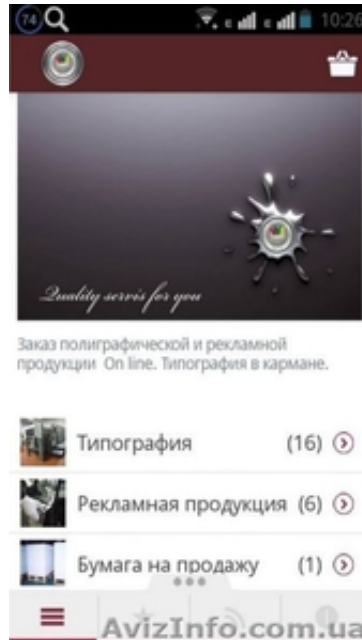 74
10:26
Quality servis for you
Заказ полиграфической и рекламной
продукции On line. Типография в кармане.
Типография (16)
Рекламная продукция (6)
Бумага на продажу (1)
AvizInfo.com.ua